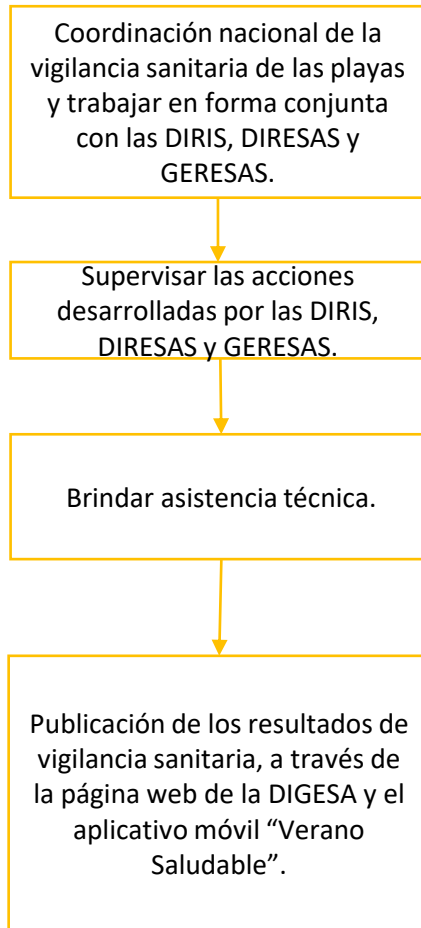 Coordinación nacional de la
vigilancia sanitaria de las playas
y trabajar en forma conjunta
con las DIRIS, DIRESAS y
GERESAS.
Supervisar las acciones
desarrolladas por las DIRIS,
DIRESAS y GERESAS.
Brindar asistencia técnica.
Publicación de los resultados de
vigilancia sanitaria, a través de
la página web de la DIGESA y el
aplicativo móvil “Verano
Saludable”.